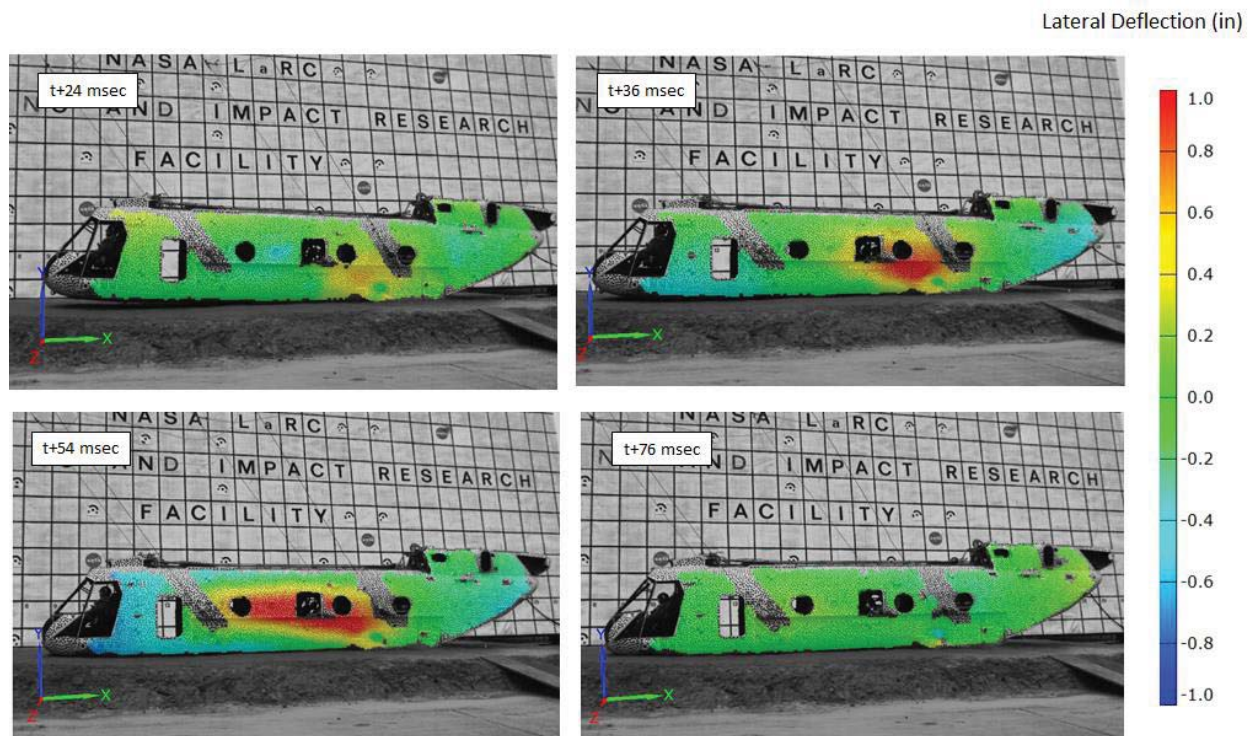 Lateral Deflection (in)
t+24 msec
NASA LaRC
AND IMPACT RESEARCH
FACILITY
Y
X
Z
t+36 msec
NASA LaRC
AND IMPACT RESEARCH
FACILITY
Y
X
Z
1.0
0.8
0.6
0.4
0.2
0.0
-0.2
-0.4
-0.6
-0.8
-1.0
t+54 msec
NASA LaRC
AND IMPACT RESEARCH
FACILITY
Y
X
Z
t+76 msec
NASA LaRC
AND IMPACT RESEARCH
FACILITY
Y
X
Z